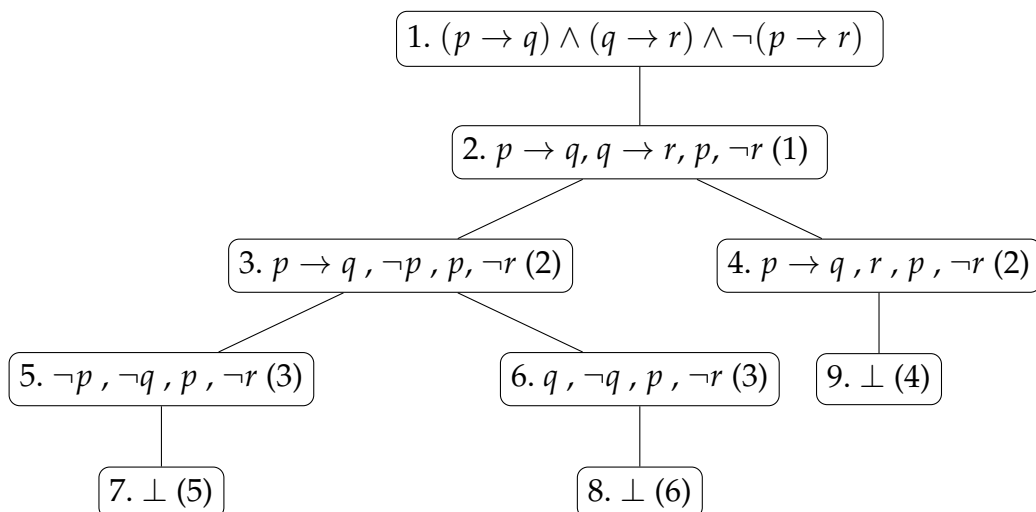 1. (p → q) ∧ (q → r) ∧ ¬(p → r)
2. p → q, q → r, p, ¬r (1)
3. p → q , ¬p , p, ¬r (2)
4. p → q , r , p , ¬r (2)
5. ¬p , ¬q , p , ¬r (3)
6. q , ¬q , p , ¬r (3)
9. ⊥ (4)
7. ⊥ (5)
8. ⊥ (6)